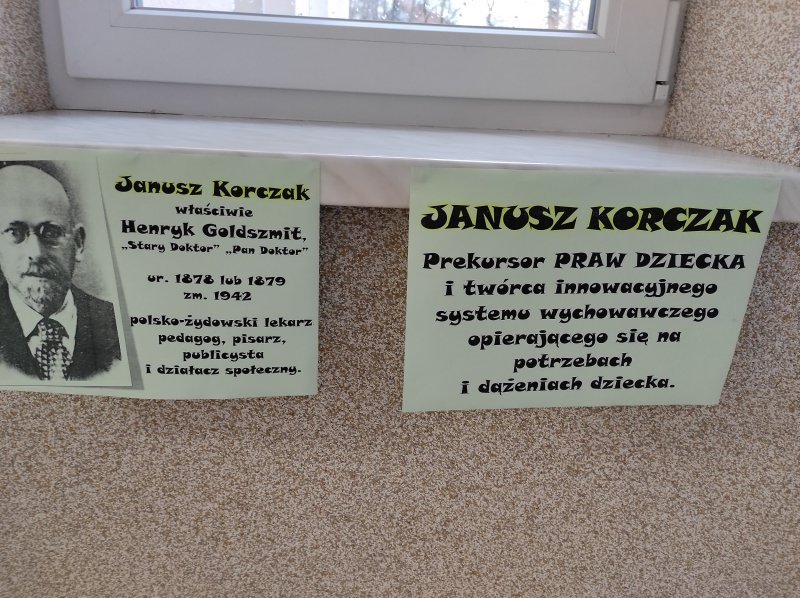 Janusz Korczak
właściwie
Henryk Goldszmit,
„Stary Doktor” „Pan Doktor”
ur. 1878 lub 1879
zm. 1942
polsko-żydowski lekarz
pedagog, pisarz,
publicysta
i działacz społeczny.
JANUSZ KORCZAK
Prekursor PRAW DZIECKA
i twórca innowacyjnego
systemu wychowawczego
opierającego się na
potrzebach
i dążeniach dziecka.